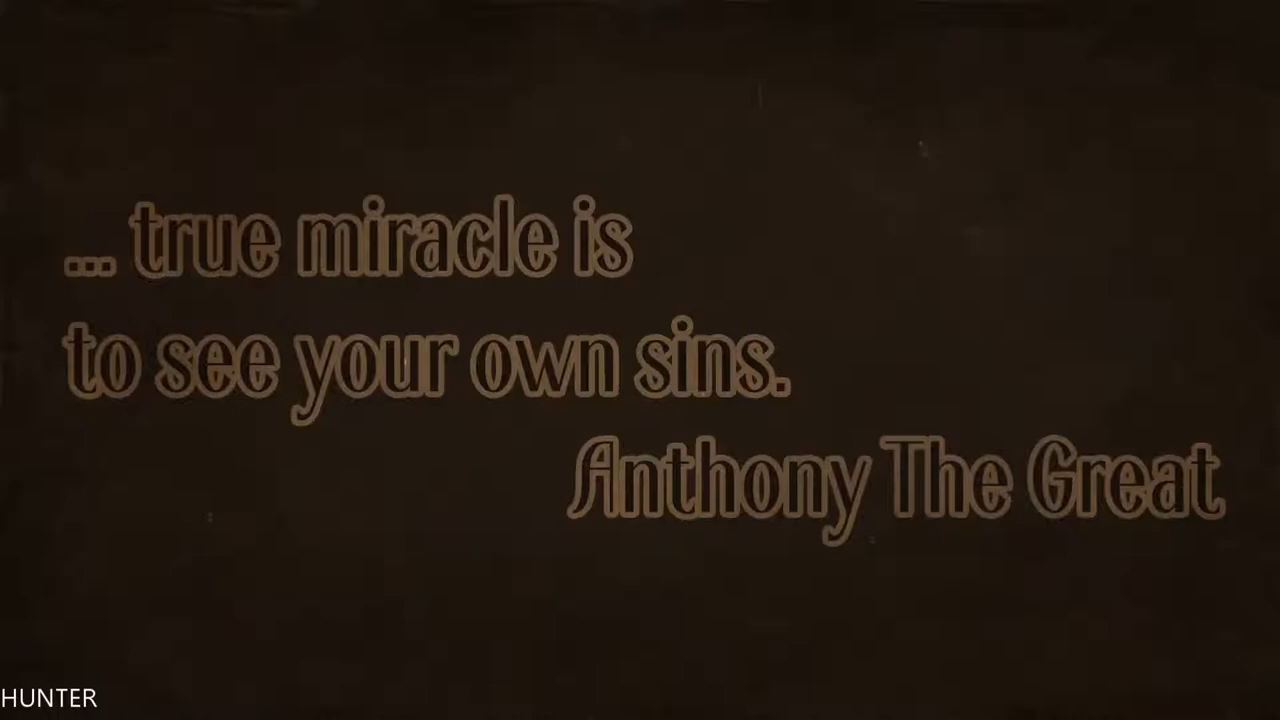 ... true miracle is
to see your own sins.
Anthony The Great
HUNTER